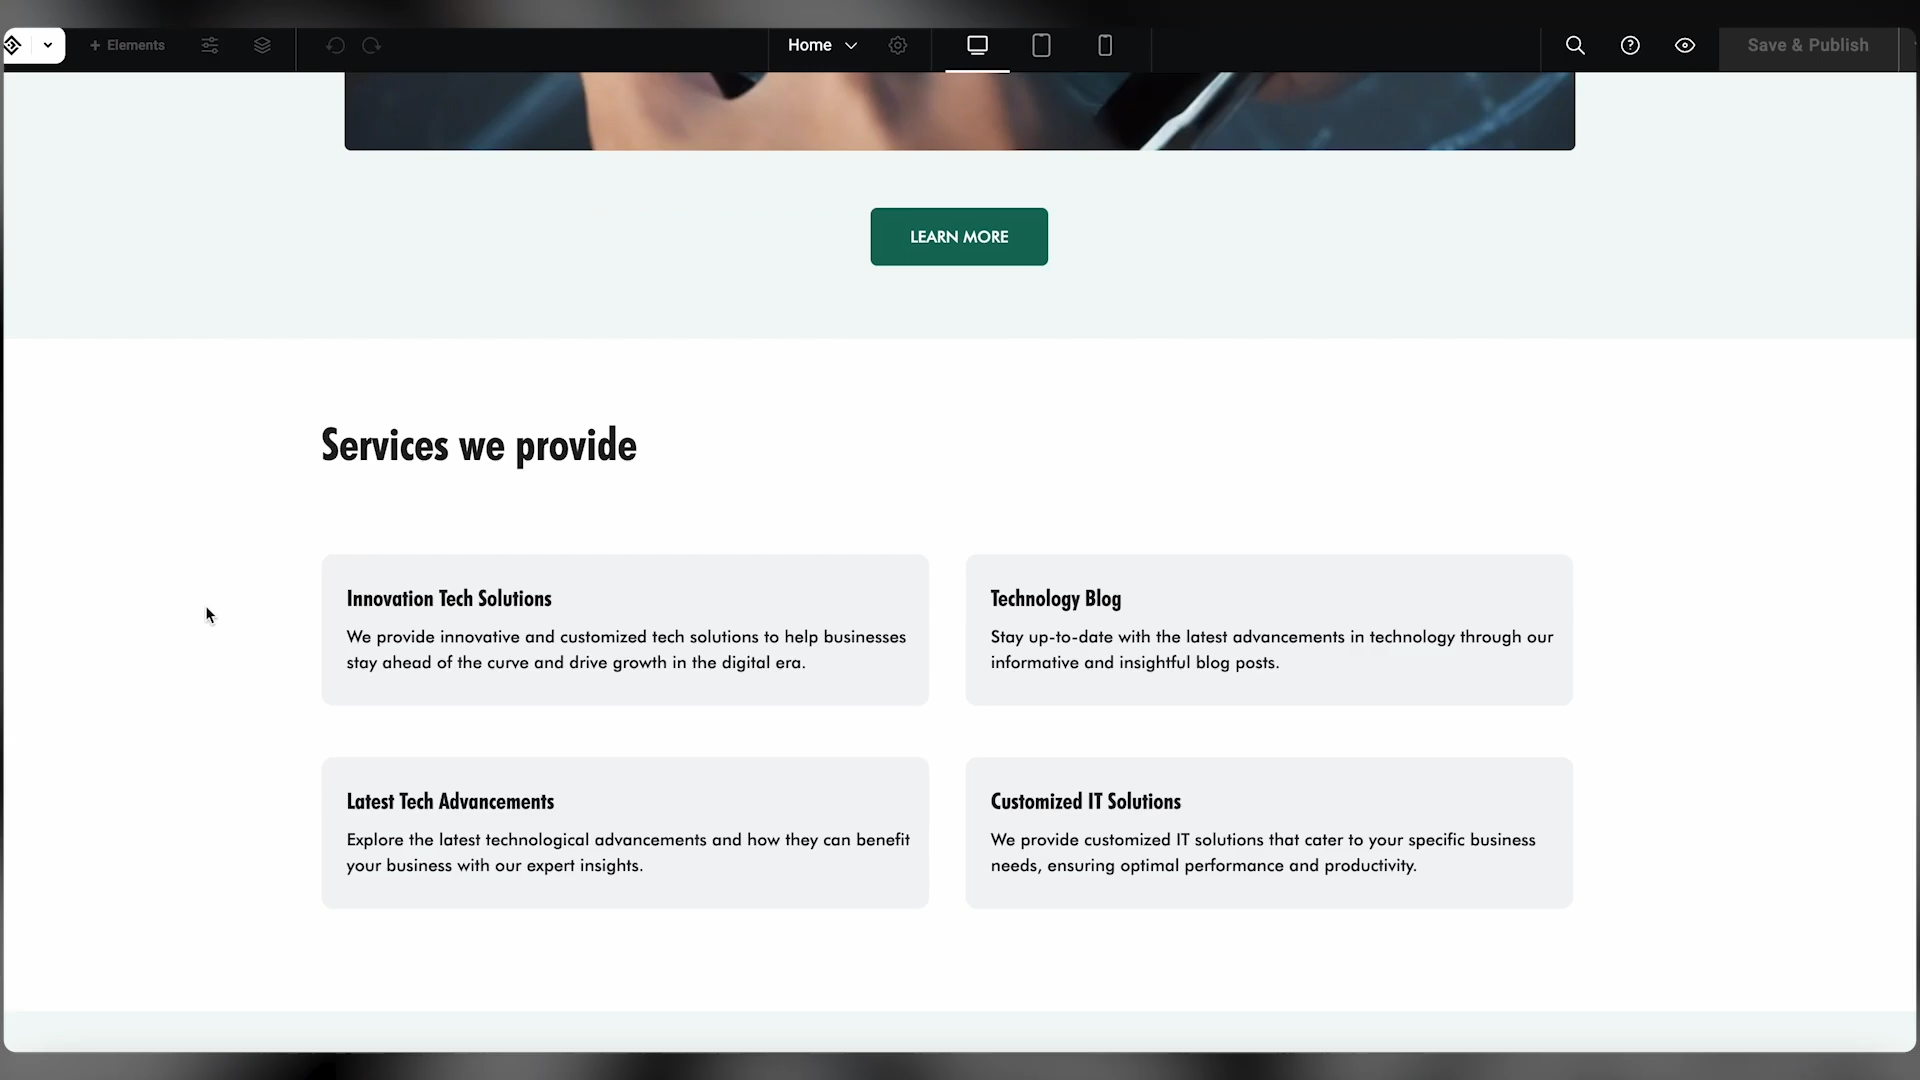 Elements
Home
Save & Publish
LEARN MORE
Services we provide
Innovation Tech Solutions
We provide innovative and customized tech solutions to help businesses
stay ahead of the curve and drive growth in the digital era.
Technology Blog
Stay up-to-date with the latest advancements in technology through our
informative and insightful blog posts.
Latest Tech Advancements
Explore the latest technological advancements and how they can benefit
your business with our expert insights.
Customized IT Solutions
We provide customized IT solutions that cater to your specific business
needs, ensuring optimal performance and productivity.